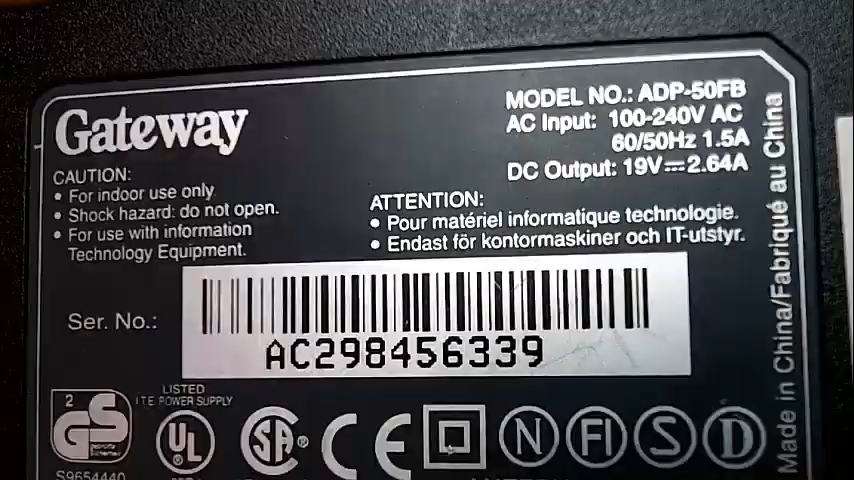 Gateway
MODEL NO.: ADP-50FB
AC Input: 100-240V AC
60/50Hz 1.5A
DC Output: 19V⎓2.64A
CAUTION:
• For indoor use only
• Shock hazard: do not open.
• For use with information
Technology Equipment.
ATTENTION:
• Pour matériel informatique technologie.
• Endast för kontormaskiner och IT-utstyr.
Made in China/Fabriqué au China
Ser. No.:
AC298456339
2
GS
LISTED
I.T.E POWER SUPPLY
UL
SA ®
CE
N
FI
S
D
S9654440